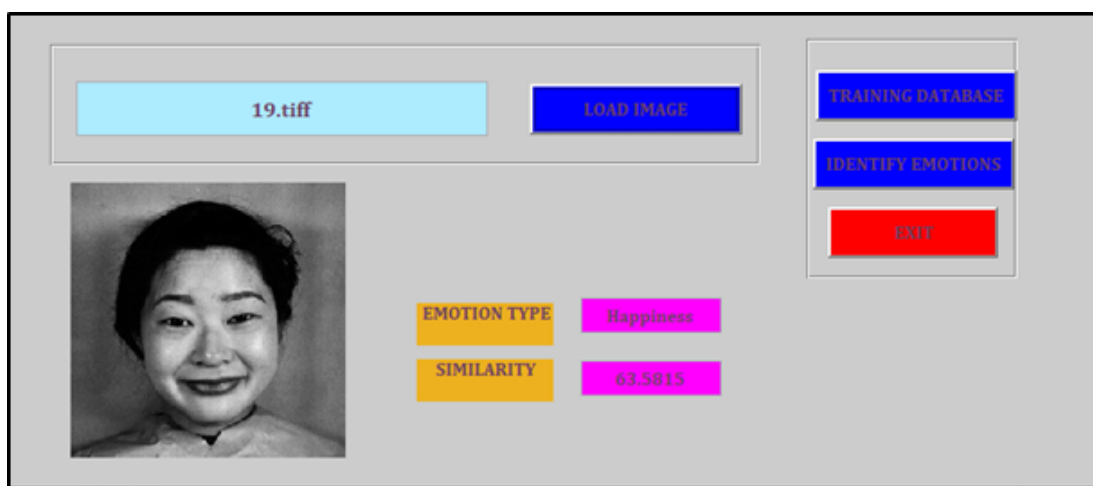 19.tiff
LOAD IMAGE
TRAINING DATABASE
IDENTIFY EMOTIONS
EXIT
EMOTION TYPE
Happiness
SIMILARITY
63.5815